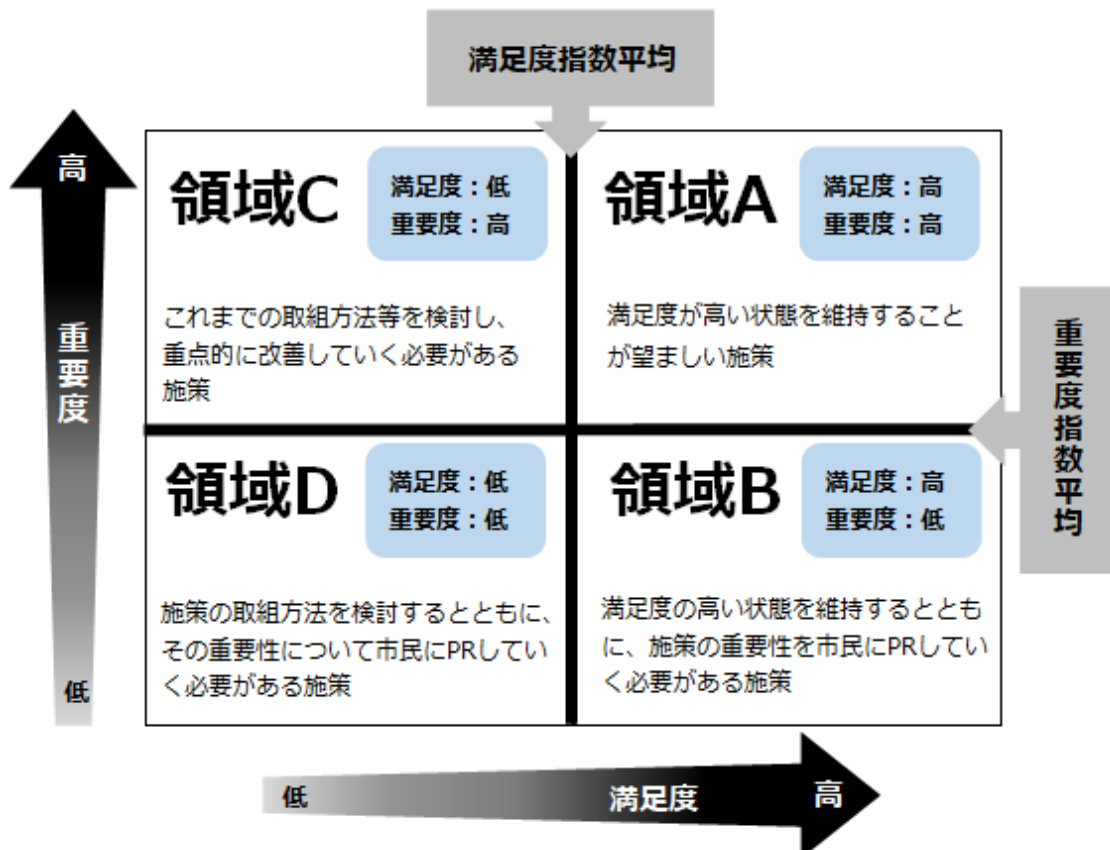 満足度指数平均
高
重要度
低
領域C
満足度：低
重要度：高
これまでの取組方法等を検討し、
重点的に改善していく必要がある
施策
領域A
満足度：高
重要度：高
満足度が高い状態を維持すること
が望ましい施策
重要度指数平均
領域D
満足度：低
重要度：低
施策の取組方法を検討するとともに、
その重要性について市民にPRしてい
く必要がある施策
領域B
満足度：高
重要度：低
満足度の高い状態を維持するととも
に、施策の重要性を市民にPRしてい
く必要がある施策
低
満足度
高